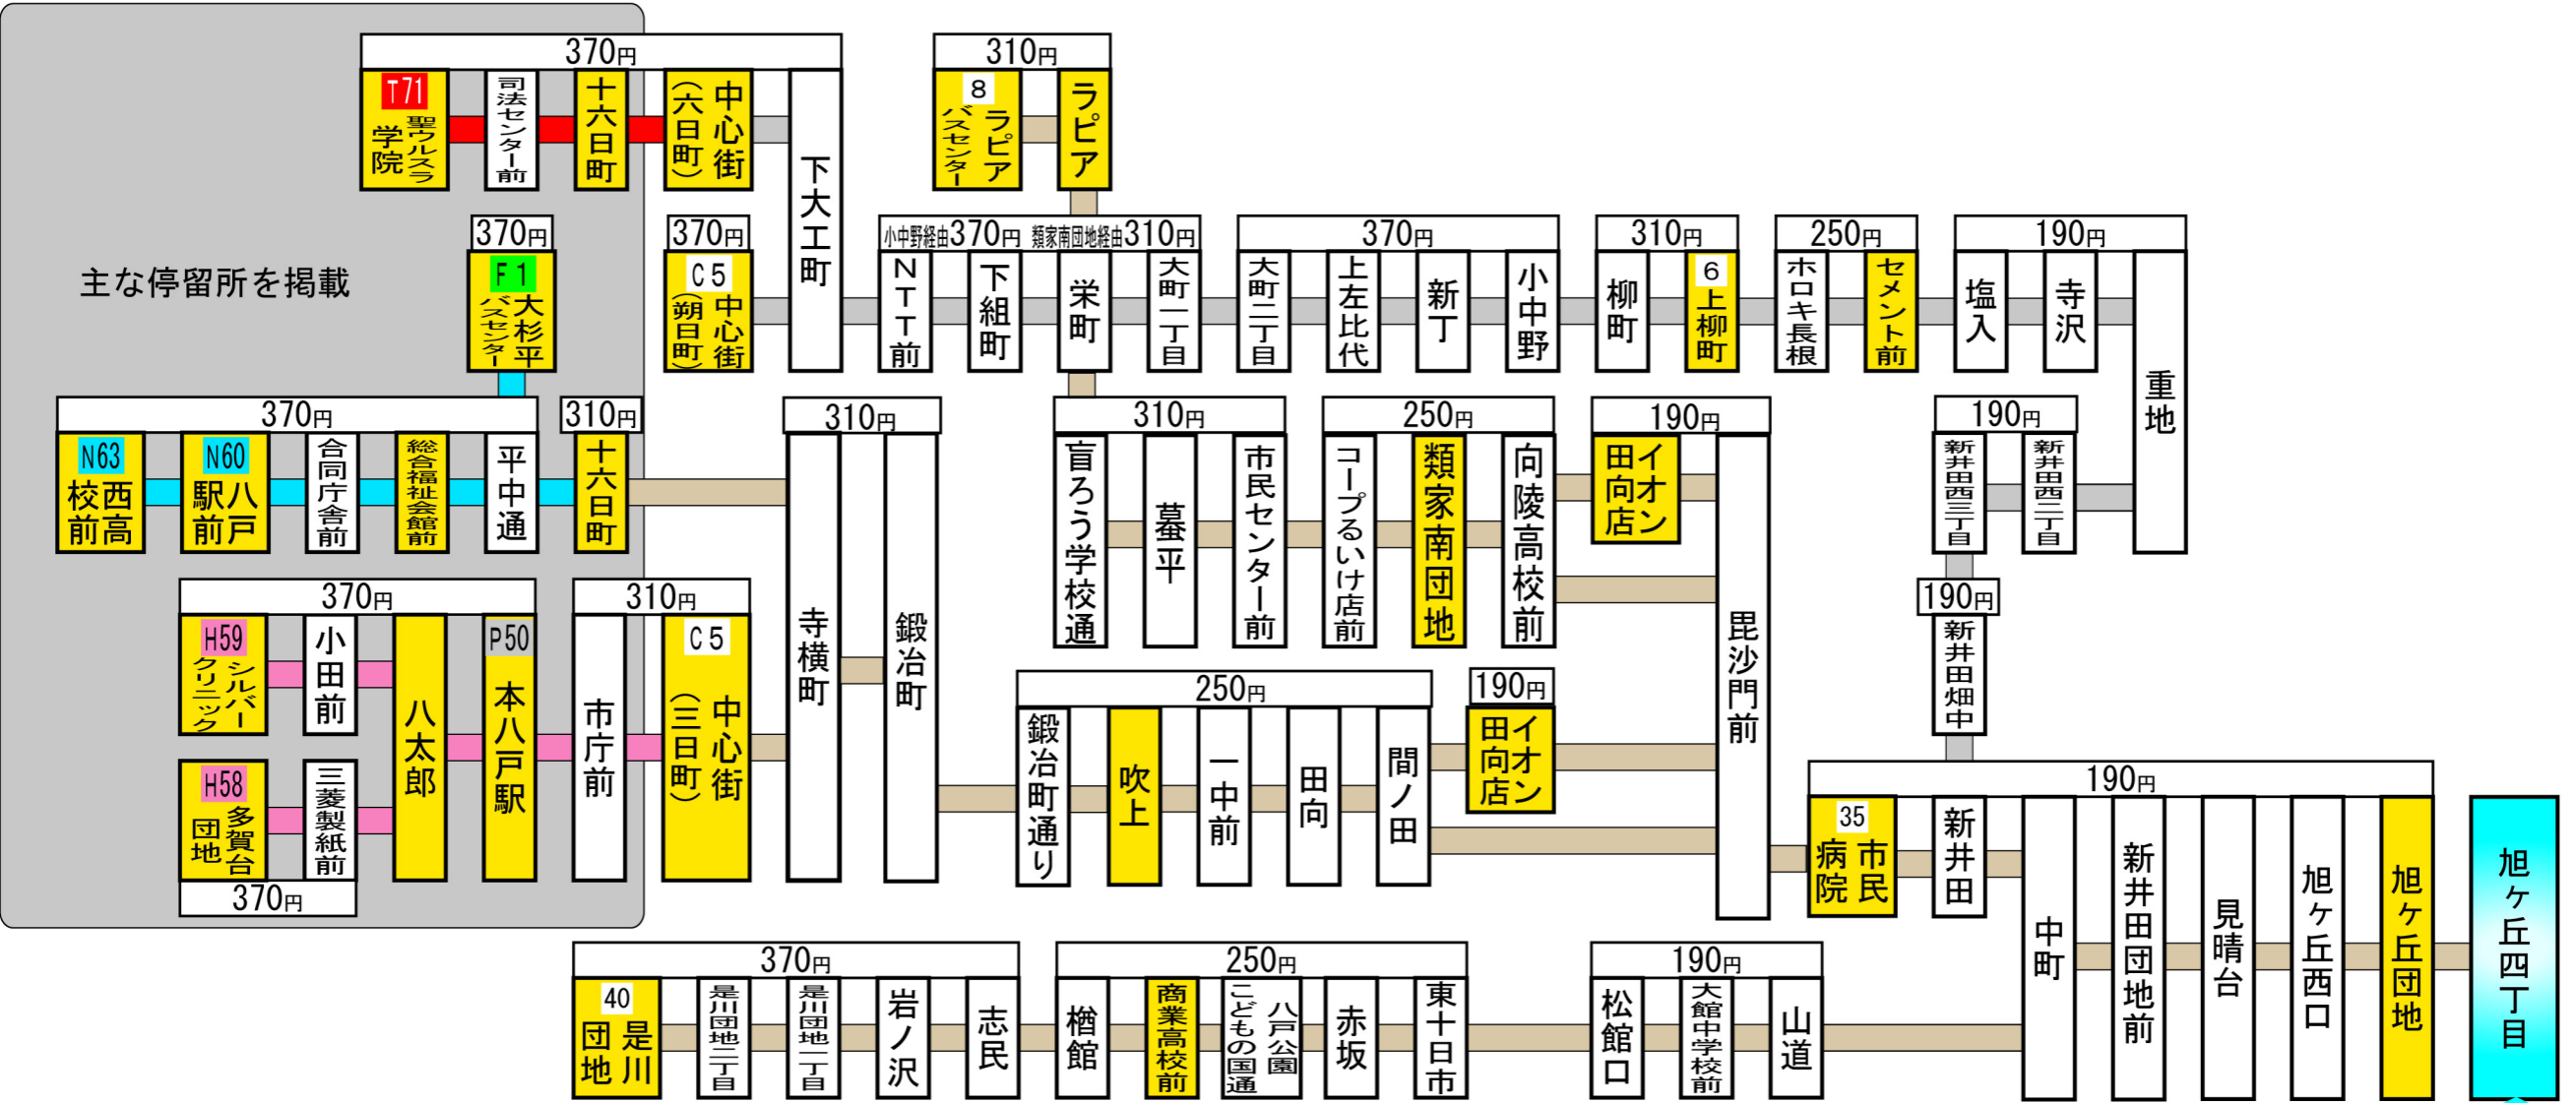 主な停留所を掲載
370円
T71
聖ウルスラ
学院
司法センター前
十六日町
中心街
(六日町)
下大工町
310円
8
ラピア
バスセンター
ラピア
370円
F1
大杉平
バスセンター
370円
C5
中心街
(朔日町)
小中野経由370円 類家南団地経由310円
NTT前
下組町
栄町
大町一丁目
370円
大町二丁目
上左比代
新丁
小中野
310円
柳町
6
上柳町
250円
ホロキ長根
セメント前
190円
塩入
寺沢
重地
370円
N63
西高
校前
N60
八戸
駅前
合同庁舎前
総合福祉会館前
平中通
310円
十六日町
310円
寺横町
鍛冶町
310円
盲ろう学校通
蟇平
市民センター前
250円
コープるいけ店前
類家南団地
向陵高校前
190円
イオン
田向店
毘沙門前
190円
新井田西三丁目
新井田西二丁目
190円
新井田畑中
370円
H59
シルバー
クリニック
小田前
八太郎
P50
本八戸駅
310円
市庁前
C5
中心街
(三日町)
H58
多賀台
団地
三菱製紙前
370円
250円
鍛冶町通り
吹上
一中前
田向
間ノ田
190円
イオン
田向店
190円
35
市民
病院
新井田
中町
新井田団地前
見晴台
旭ヶ丘西口
旭ヶ丘団地
旭ヶ丘四丁目
370円
40
是川
団地
是川団地二丁目
是川団地一丁目
岩ノ沢
志民
250円
楢館
商業高校前
八戸公園
こどもの国通
赤坂
東十日市
190円
松館口
大館中学校前
山道